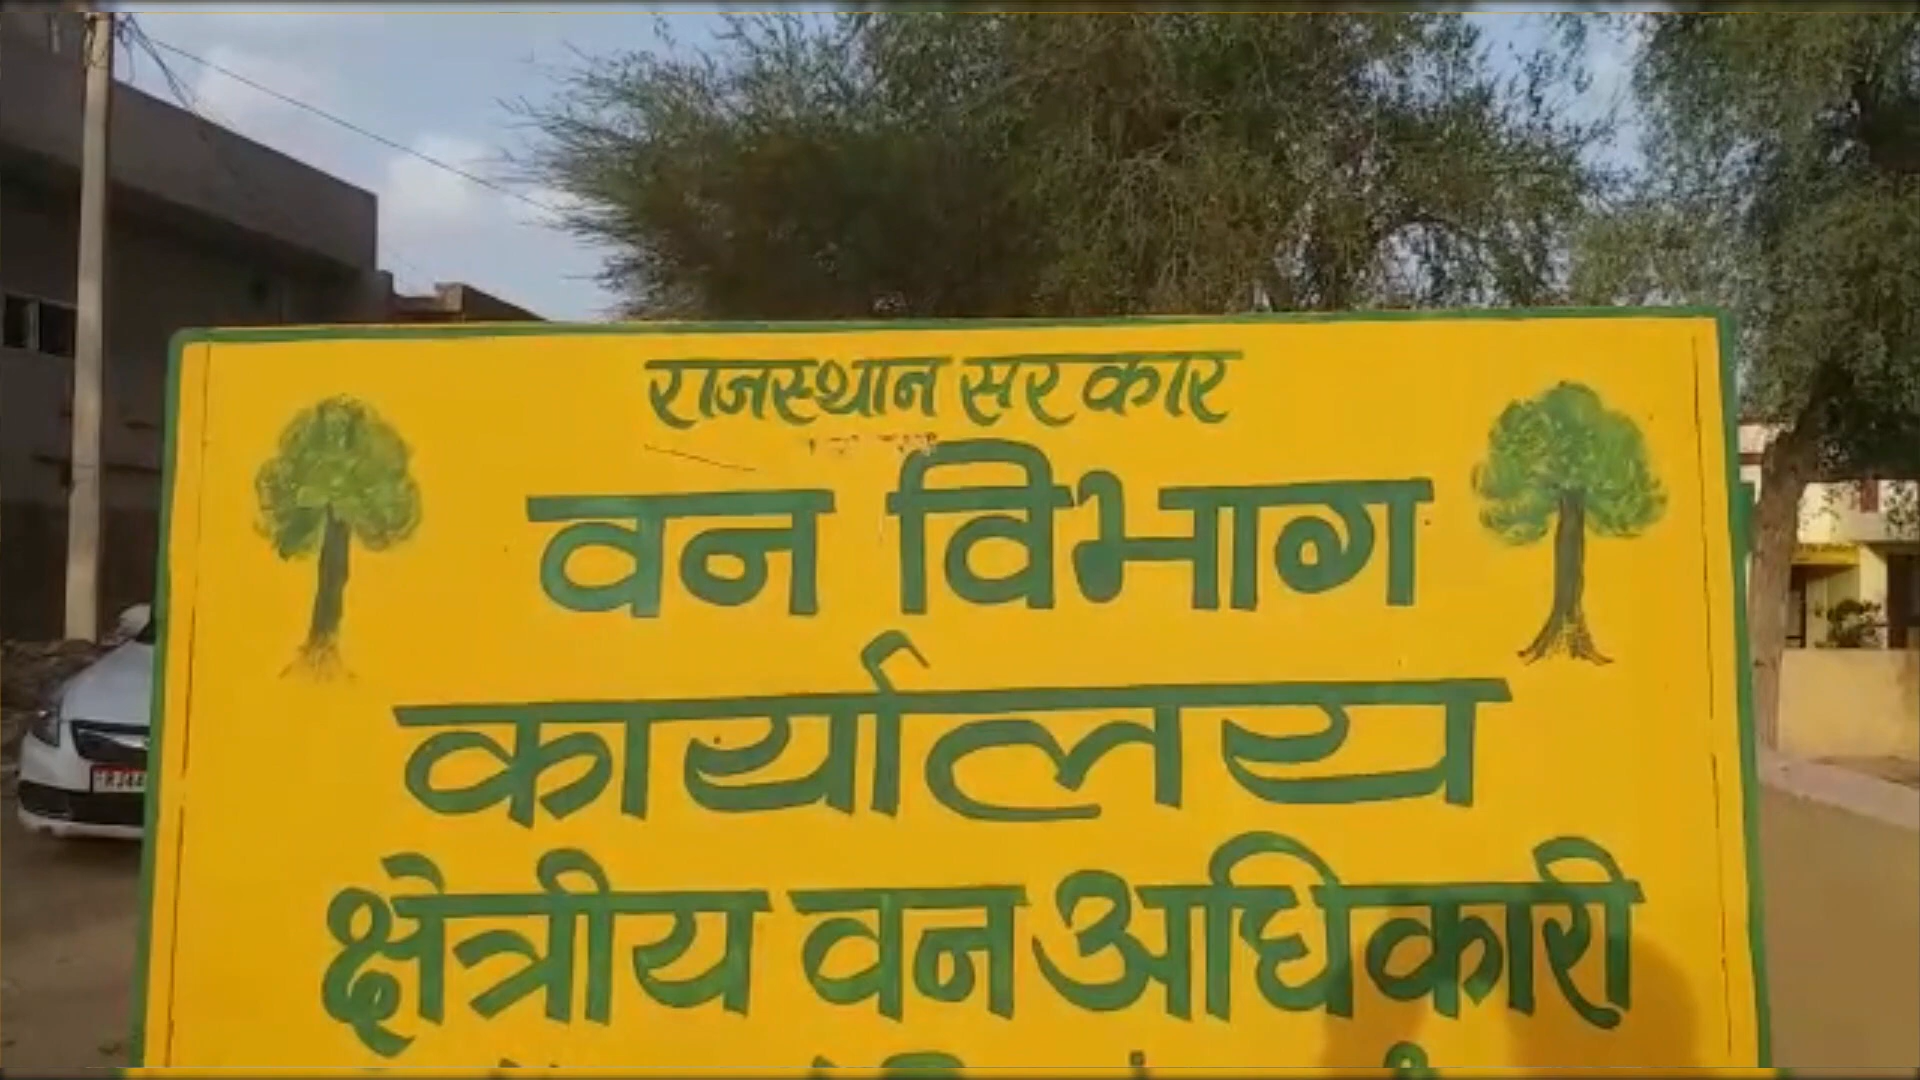 राजस्थान सरकार
वन विभाग
कार्यालय
क्षेत्रीय वन अधिकारी